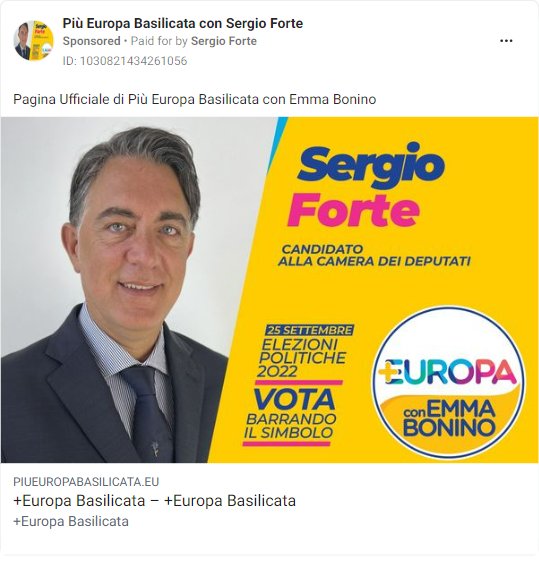 Più Europa Basilicata con Sergio Forte
Sponsored • Paid for by Sergio Forte
ID: 1030821434261056
Pagina Ufficiale di Più Europa Basilicata con Emma Bonino
Sergio
Forte
CANDIDATO
ALLA CAMERA DEI DEPUTATI
25 SETTEMBRE
ELEZIONI
POLITICHE
2022
VOTA
BARRANDO
IL SIMBOLO
+EUROPA
con EMMA
BONINO
PIUEUROPABASILICATA.EU
+Europa Basilicata – +Europa Basilicata
+Europa Basilicata